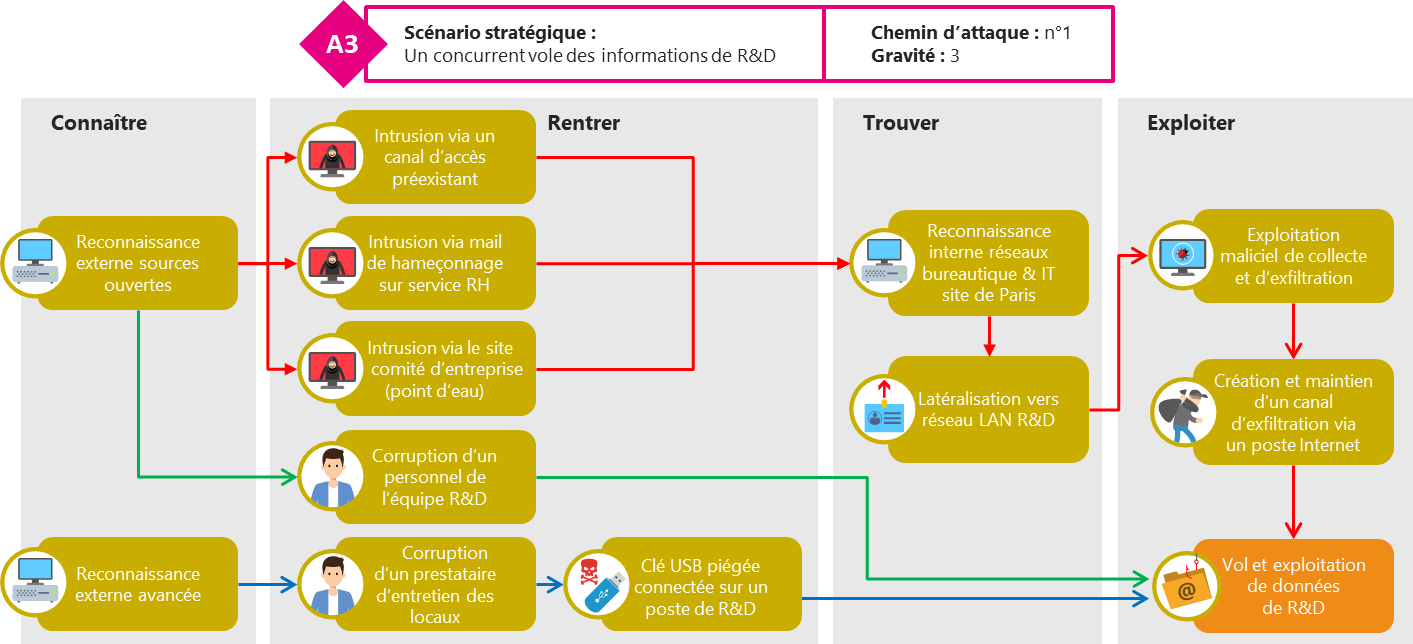 A3
Scénario stratégique :
Un concurrent vole des informations de R&D
Chemin d'attaque : n°1
Gravité : 3
Connaître
Rentrer
Trouver
Exploiter
Reconnaissance
externe sources
ouvertes
Reconnaissance
externe avancée
Intrusion via un
canal d'accès
préexistant
Intrusion via mail
de hameçonnage
sur service RH
Intrusion via le site
comité d'entreprise
(point d'eau)
Corruption d'un
personnel de
l'équipe R&D
Corruption
d'un prestataire
d'entretien des
locaux
Clé USB piégée
connectée sur un
poste de R&D
Reconnaissance
interne réseaux
bureautique & IT
site de Paris
Latéralisation vers
réseau LAN R&D
Exploitation
maliciel de collecte
et d'exfiltration
Création et maintien
d'un canal
d'exfiltration via
un poste Internet
@
Vol et exploitation
de données
de R&D